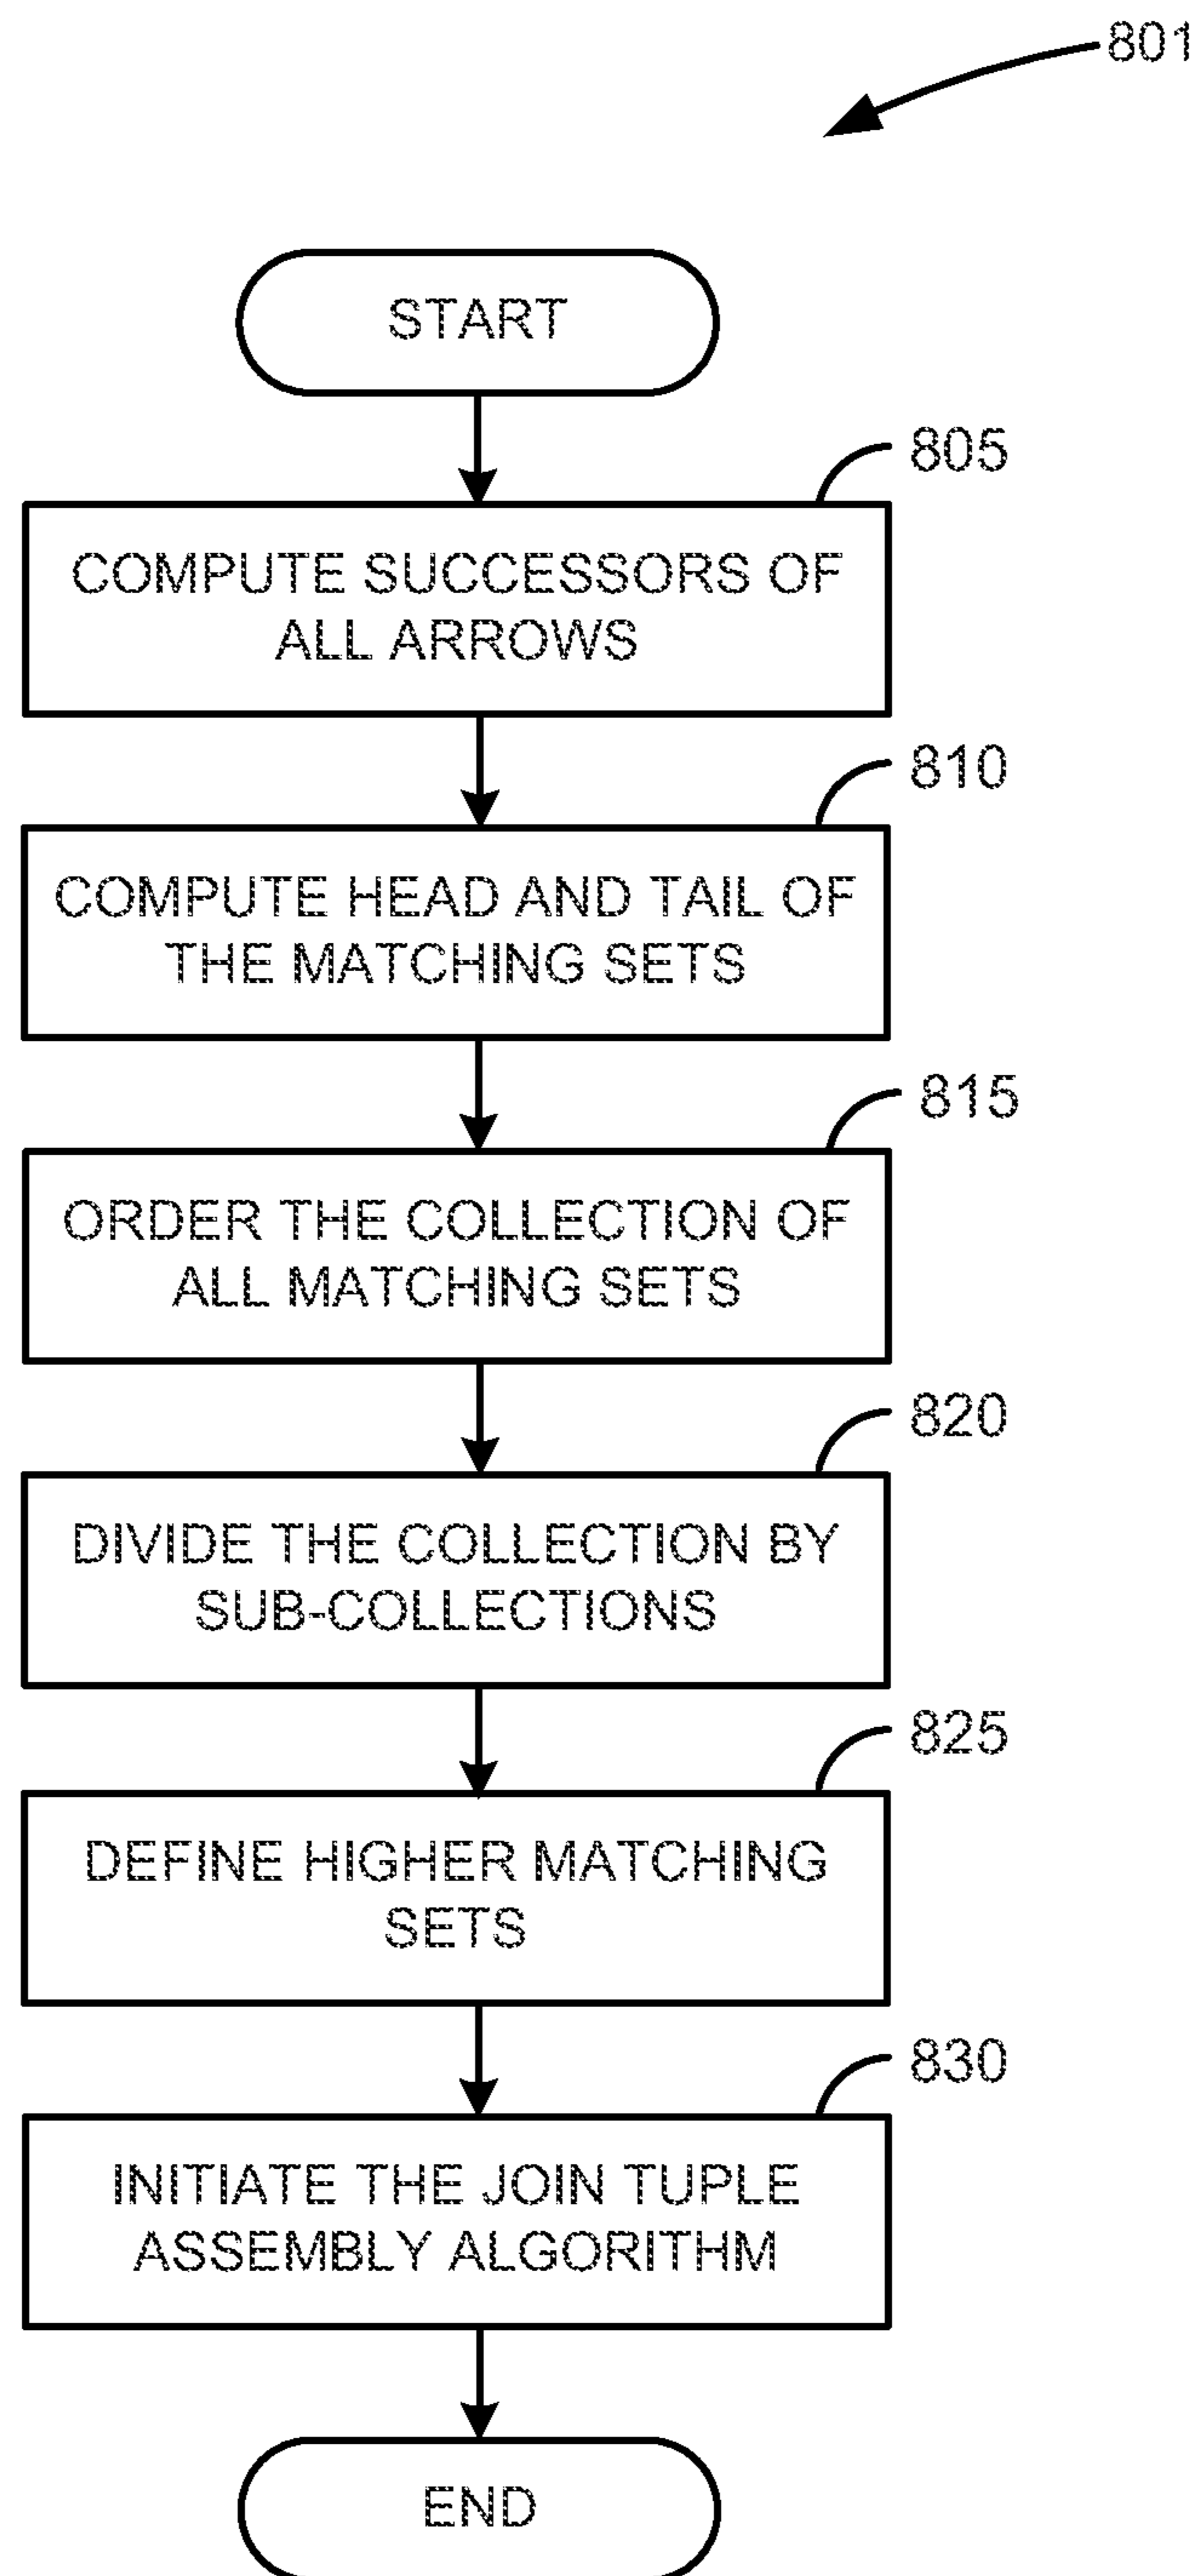 801
START
805
COMPUTE SUCCESSORS OF
ALL ARROWS
810
COMPUTE HEAD AND TAIL OF
THE MATCHING SETS
815
ORDER THE COLLECTION OF
ALL MATCHING SETS
820
DIVIDE THE COLLECTION BY
SUB-COLLECTIONS
825
DEFINE HIGHER MATCHING
SETS
830
INITIATE THE JOIN TUPLE
ASSEMBLY ALGORITHM
END